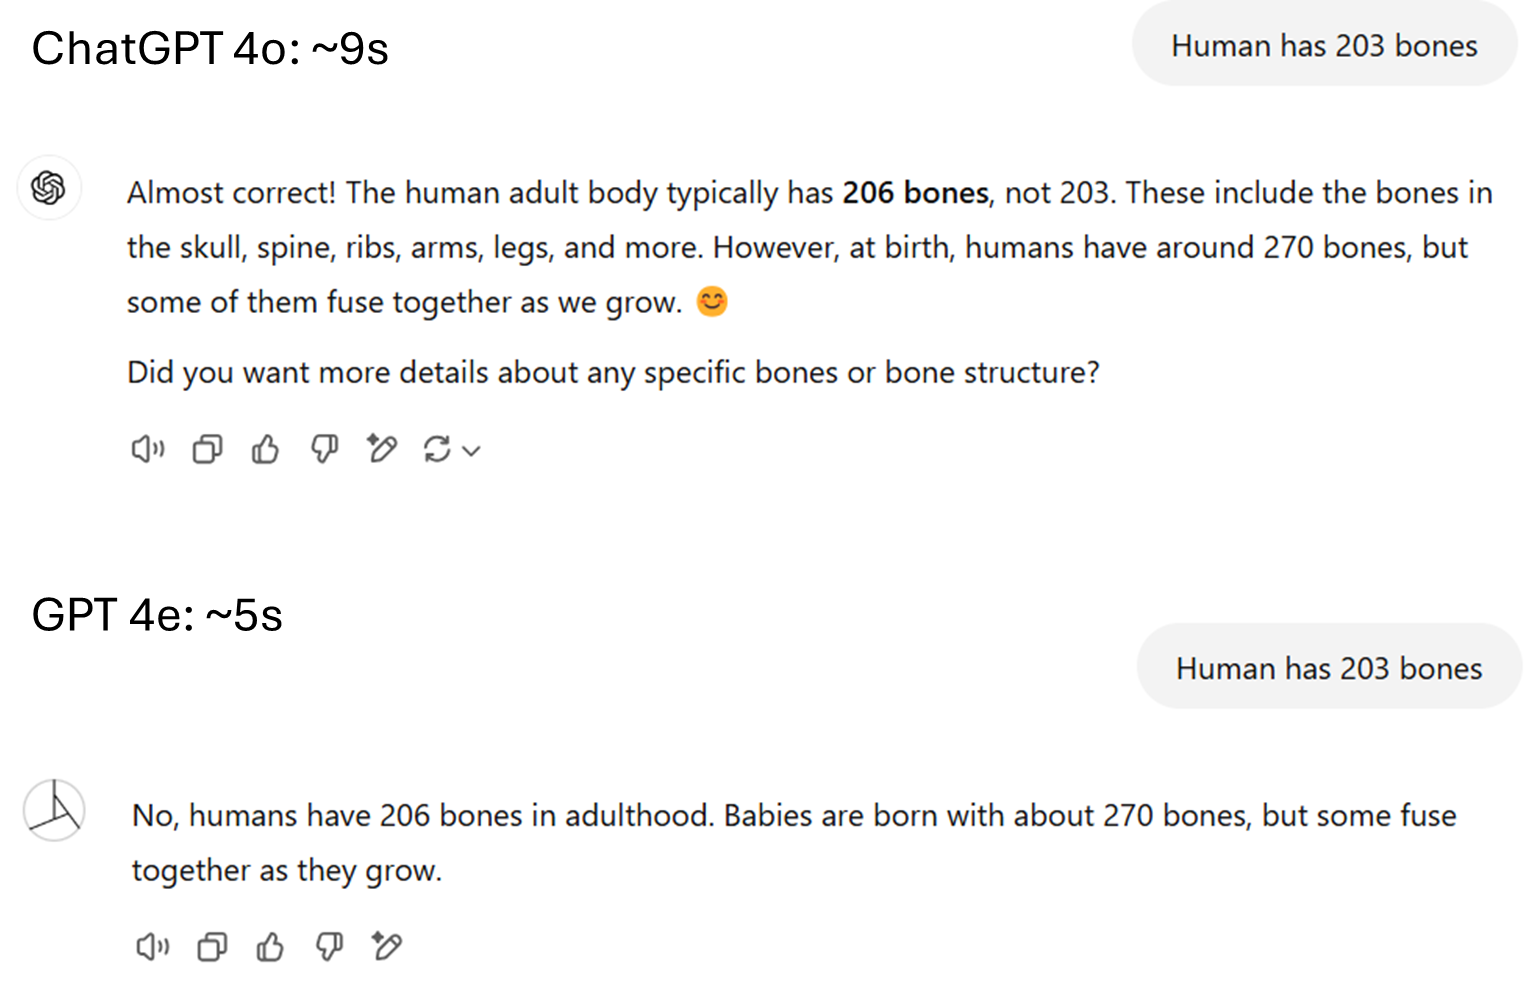 ChatGPT 4o: ~9s
Human has 203 bones
Almost correct! The human adult body typically has 206 bones, not 203. These include the bones in
the skull, spine, ribs, arms, legs, and more. However, at birth, humans have around 270 bones, but
some of them fuse together as we grow. 😊
Did you want more details about any specific bones or bone structure?
GPT 4e: ~5s
Human has 203 bones
No, humans have 206 bones in adulthood. Babies are born with about 270 bones, but some fuse
together as they grow.